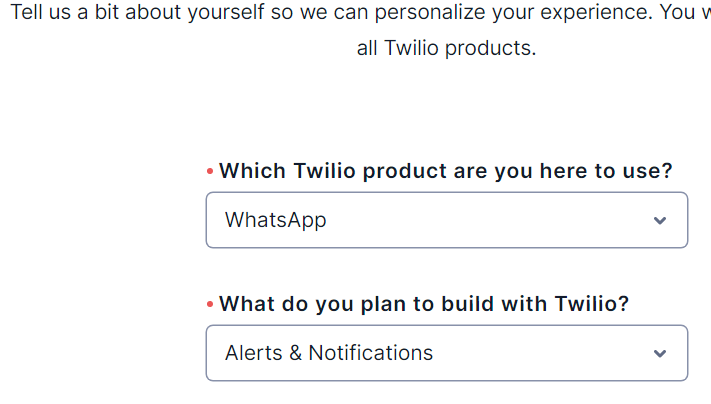 Tell us a bit about yourself so we can personalize your experience. You
all Twilio products.
• Which Twilio product are you here to use?
WhatsApp
• What do you plan to build with Twilio?
Alerts & Notifications